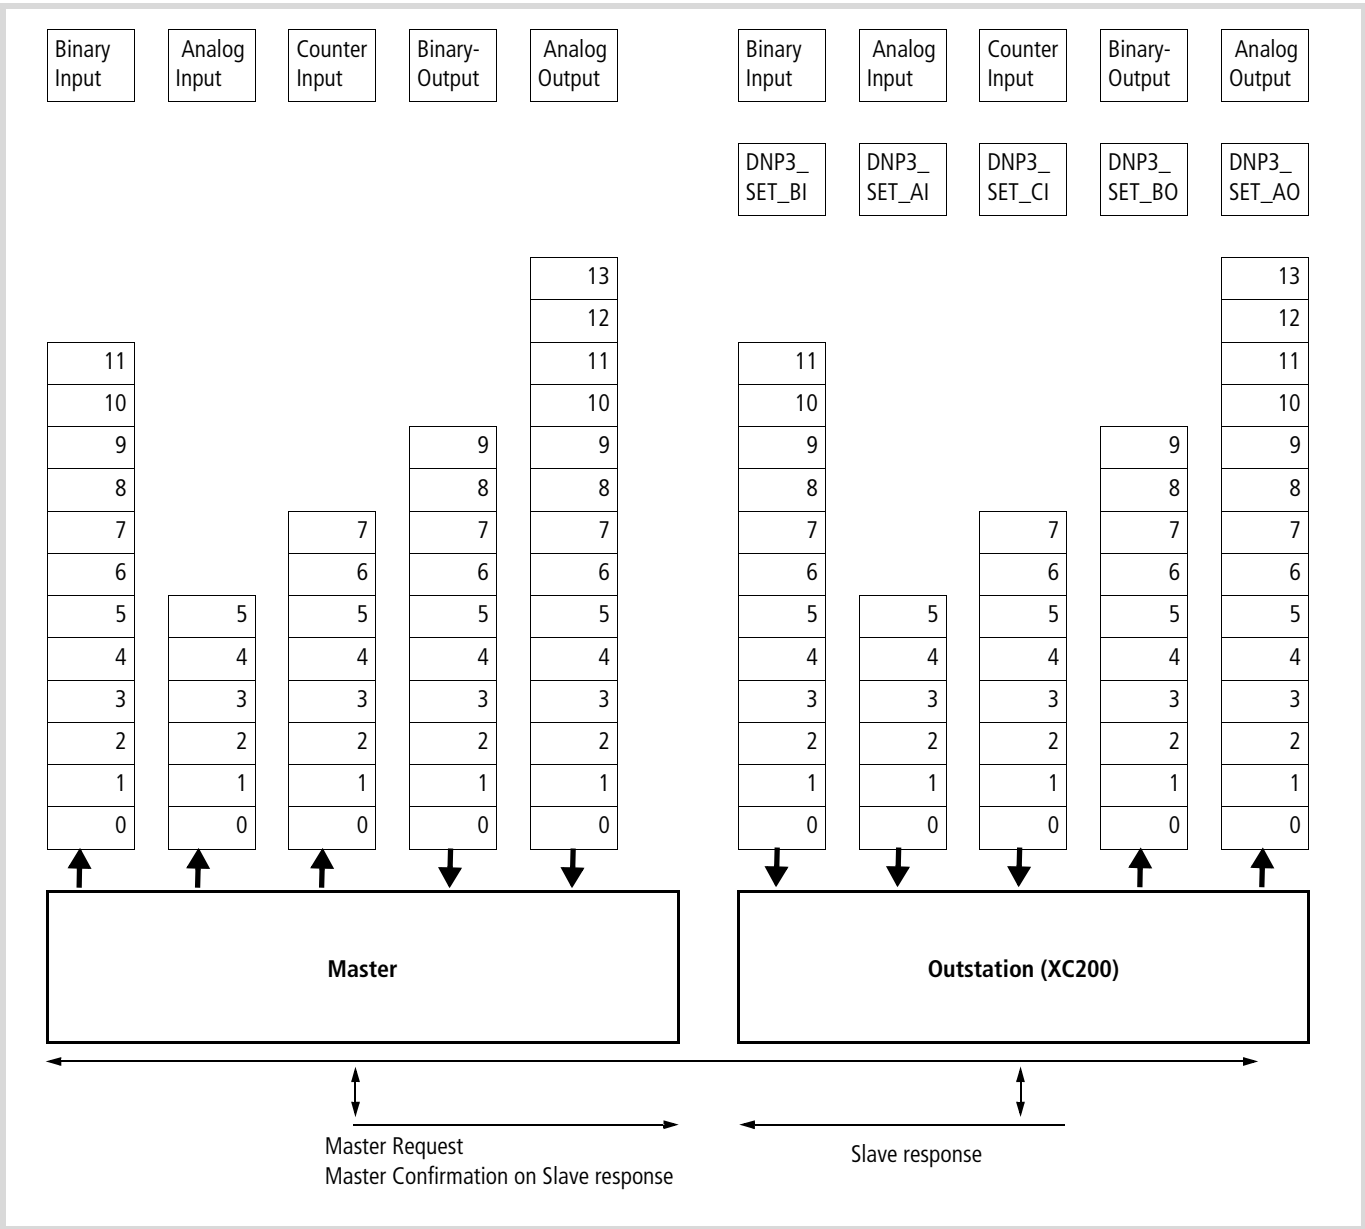 Binary Input
Analog Input
Counter Input
Binary-Output
Analog Output
Binary Input
Analog Input
Counter Input
Binary-Output
Analog Output
DNP3_
SET_BI
DNP3_
SET_AI
DNP3_
SET_CI
DNP3_
SET_BO
DNP3_
SET_AO
13 13
12 12
11 11 11 11
10 10 10 10
9 9 9 9 9 9
8 8 8 8 8 8
7 7 7 7 7 7 7 7
6 6 6 6 6 6 6 6
5 5 5 5 5 5 5 5 5 5
4 4 4 4 4 4 4 4 4 4
3 3 3 3 3 3 3 3 3 3
2 2 2 2 2 2 2 2 2 2
1 1 1 1 1 1 1 1 1 1
0 0 0 0 0 0 0 0 0 0
Master
Outstation (XC200)
Master Request
Master Confirmation on Slave response
Slave response